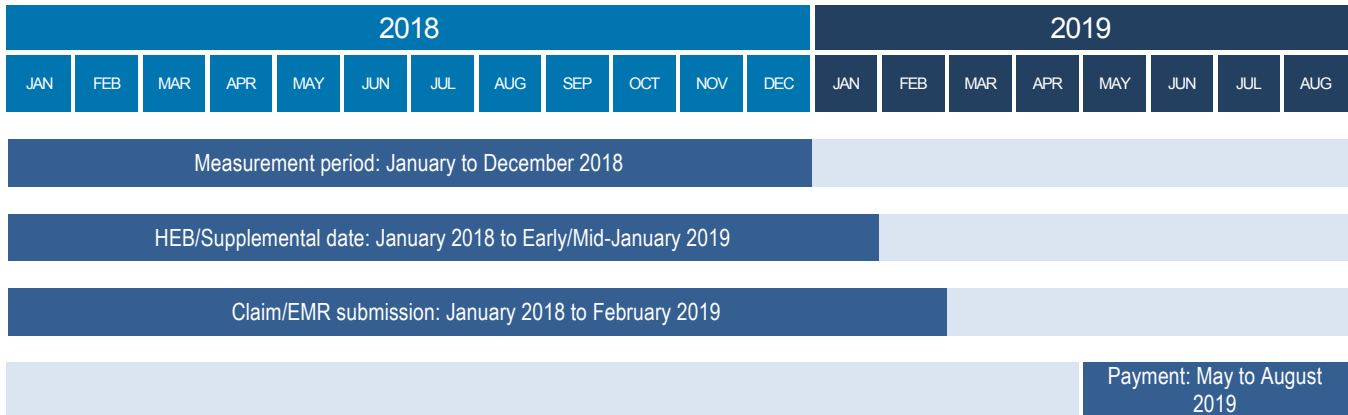 2018 2019
JAN FEB MAR APR MAY JUN JUL AUG SEP OCT NOV DEC JAN FEB MAR APR MAY JUN JUL AUG
Measurement period: January to December 2018
HEB/Supplemental date: January 2018 to Early/Mid-January 2019
Claim/EMR submission: January 2018 to February 2019
Payment: May to August
2019